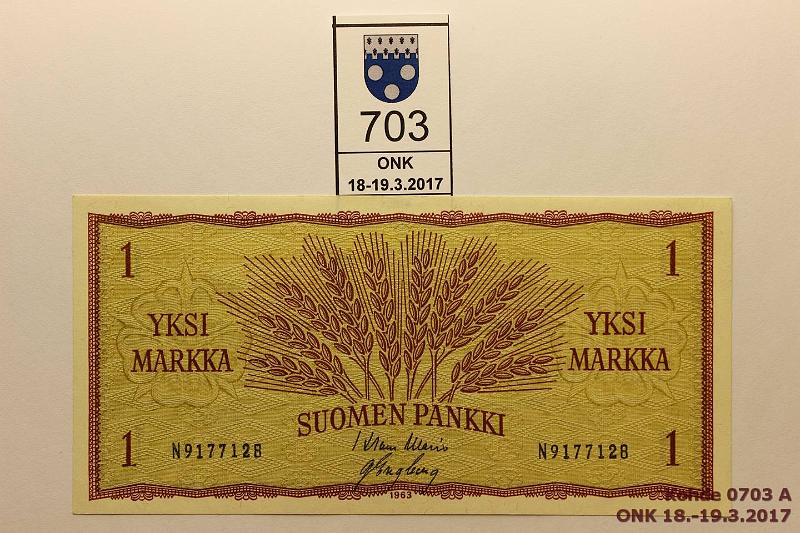 703
ONK
18-19.3.2017
1 1
YKSI MARKKA
YKSI MARKKA
SUOMEN PANKKI
1 N9177128 N9177128 1
1963
Kohde 0703 A
ONK 18.-19.3.2017